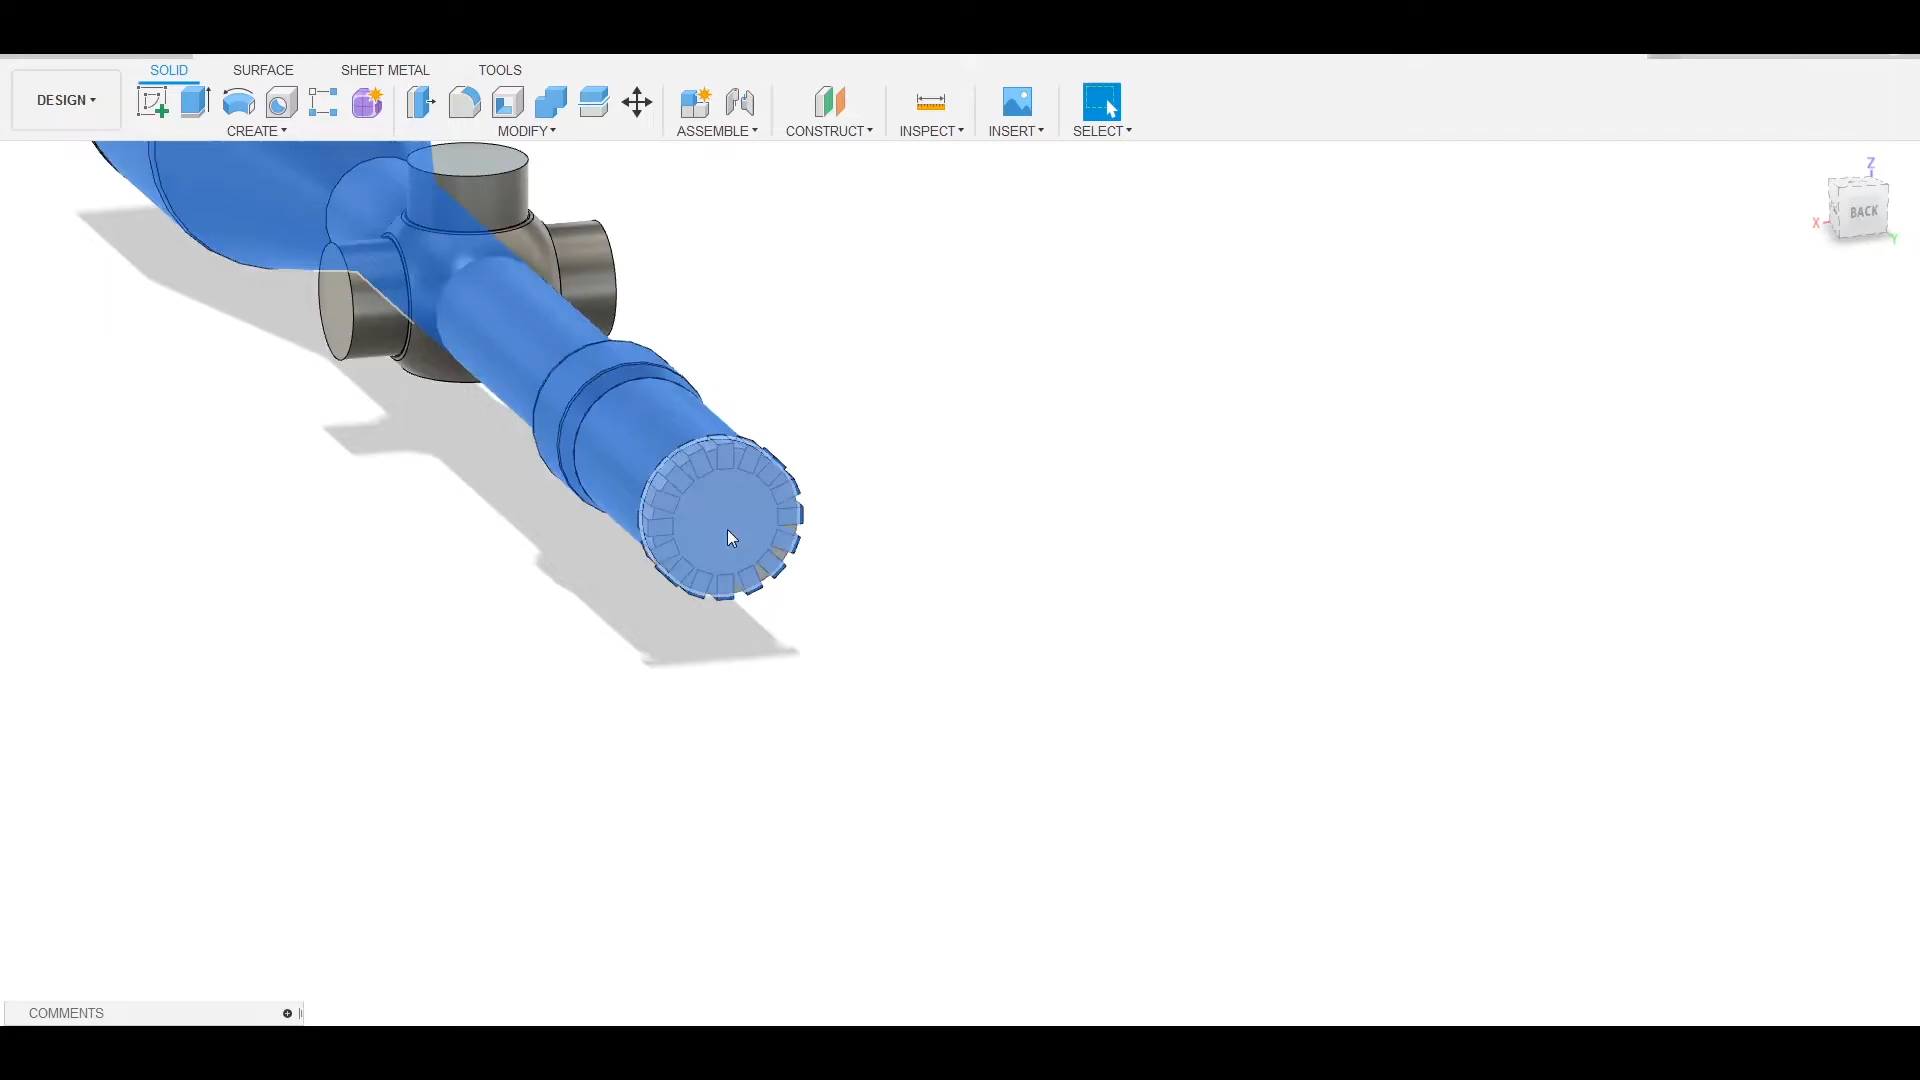 SOLID
SURFACE
SHEET METAL
TOOLS
DESIGN
CREATE
MODIFY
ASSEMBLE
CONSTRUCT
INSPECT
INSERT
SELECT
Z
BACK
X
Y
COMMENTS